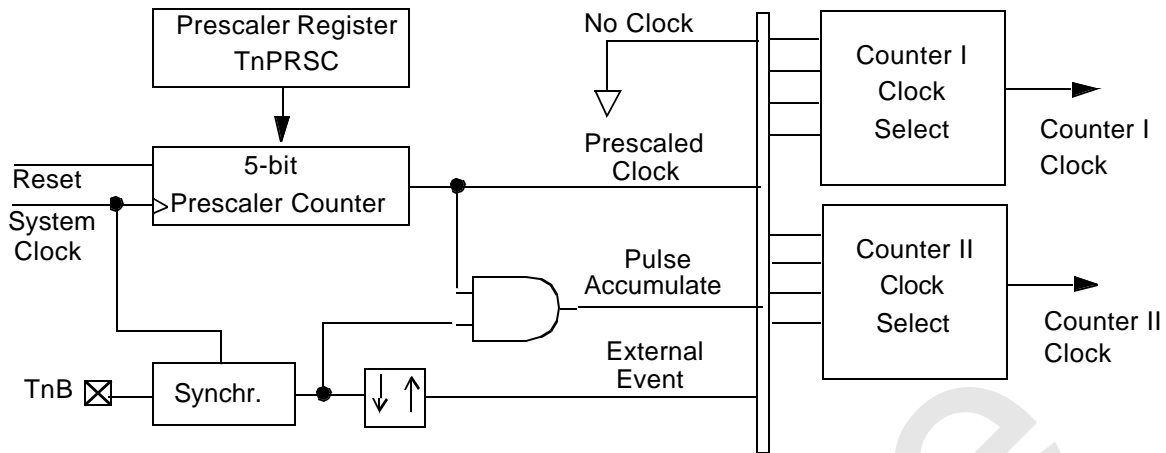 Prescaler Register
TnPRSC
No Clock
Counter I
Clock
Select
Counter I
Clock
Prescaled
Clock
5-bit
Prescaler Counter
Reset
System
Clock
Counter II
Clock
Select
Counter II
Clock
Pulse
Accumulate
External
Event
TnB
Synchr.